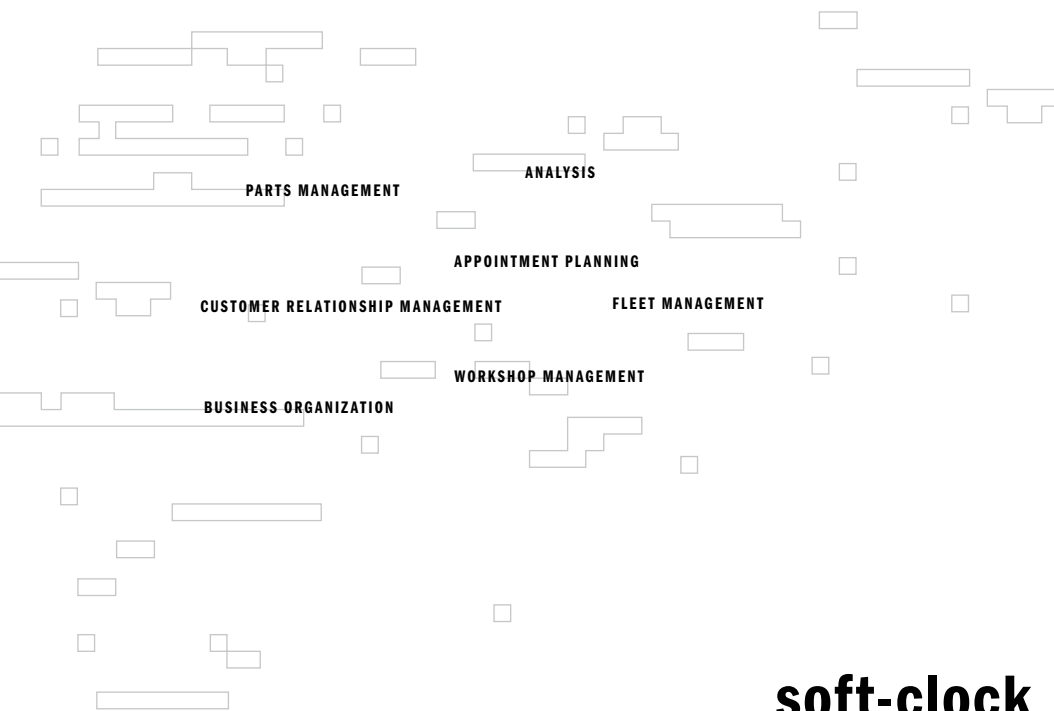 ANALYSIS
PARTS MANAGEMENT
APPOINTMENT PLANNING
CUSTOMER RELATIONSHIP MANAGEMENT
FLEET MANAGEMENT
WORKSHOP MANAGEMENT
BUSINESS ORGANIZATION
soft-clock